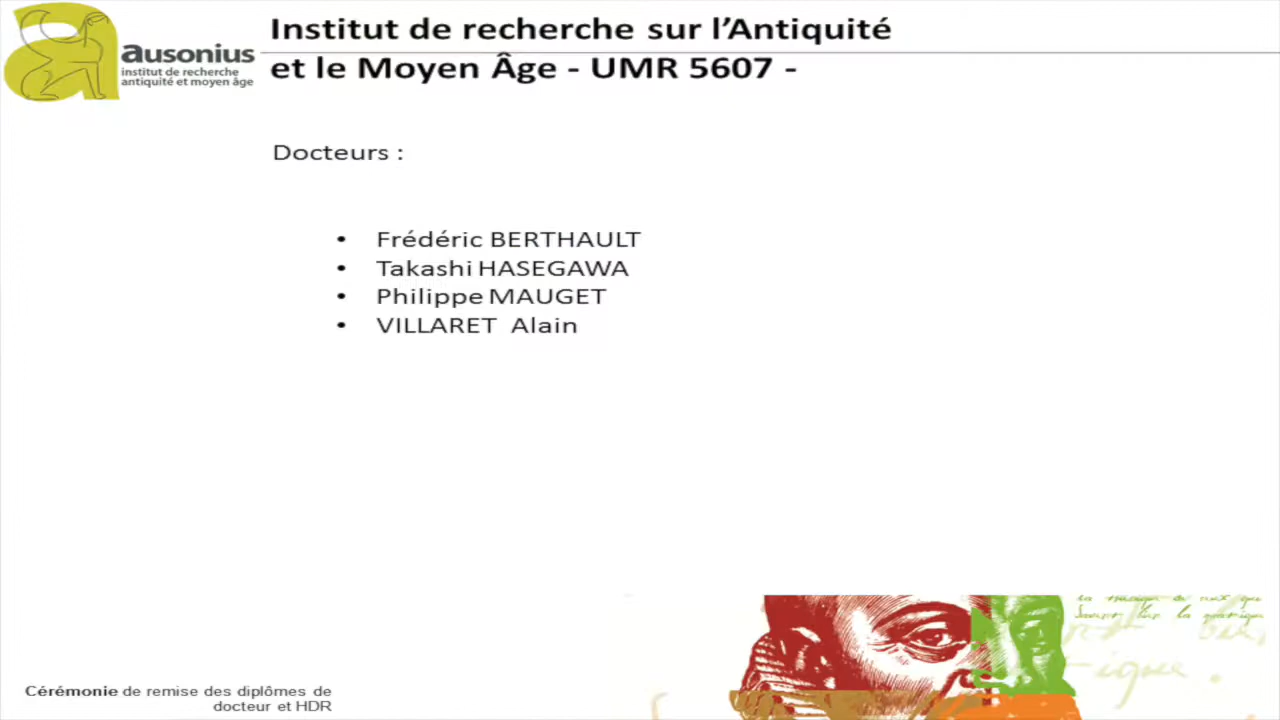 ausonius
institut de recherche
antiquité et moyen âge
Institut de recherche sur l’Antiquité
et le Moyen Âge - UMR 5607 -
Docteurs :
• Frédéric BERTHAULT
• Takashi HASEGAWA
• Philippe MAUGET
• VILLARET Alain
Cérémonie de remise des diplômes de
docteur et HDR